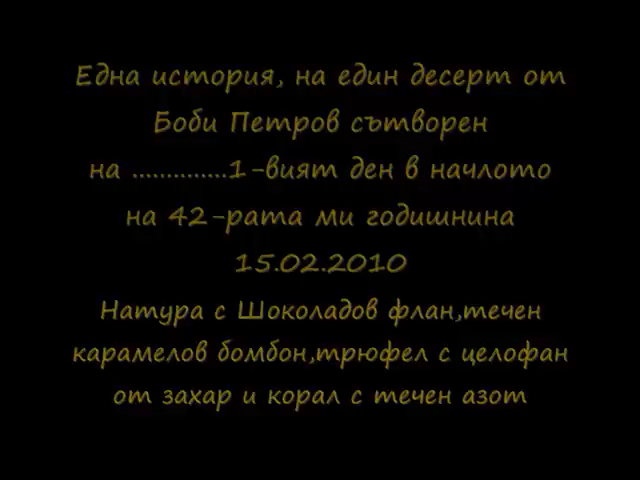 Една история, на един десерт от
Боби Петров сътворен
на ..............1-вият ден в начлото
на 42-рата ми годишнина
15.02.2010
Натура с Шоколадов флан,течен
карамелов бомбон,трюфел с целофан
от захар и корал с течен азот